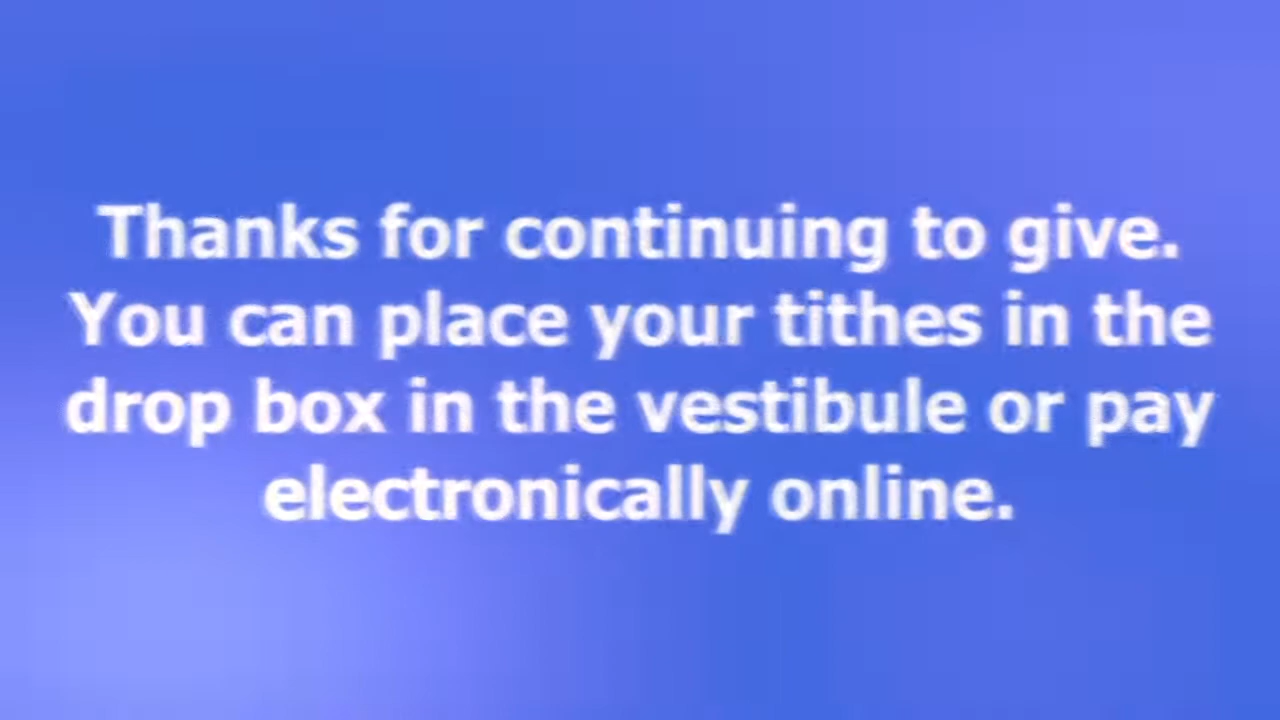 Thanks for continuing to give.
You can place your tithes in the
drop box in the vestibule or pay
electronically online.